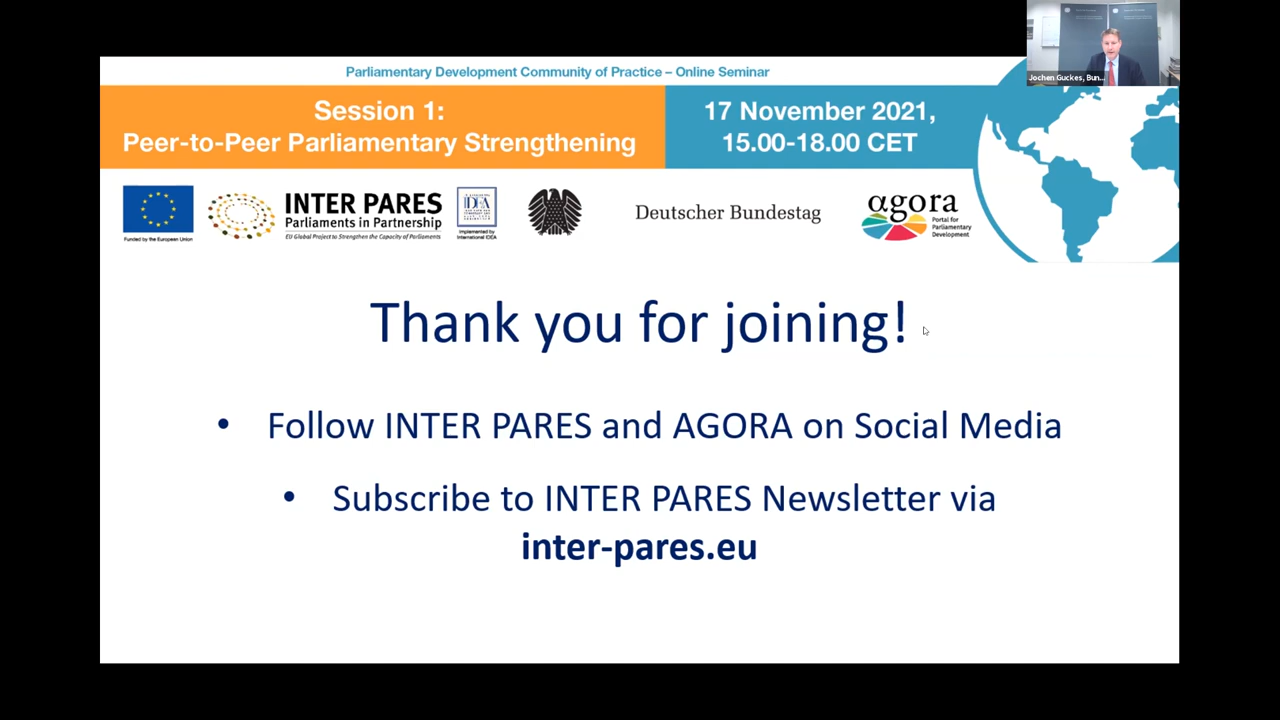 Jochen Guckes, Bun...
Parliamentary Development Community of Practice – Online Seminar
Session 1:
Peer-to-Peer Parliamentary Strengthening
17 November 2021,
15.00-18.00 CET
Funded by the European Union
INTER PARES
Parliaments in Partnership
EU Global Project to Strengthen the Capacity of Parliaments
IDEA
Implemented by
International IDEA
Deutscher Bundestag
agora
Portal for
Parliamentary
Development
Thank you for joining!
• Follow INTER PARES and AGORA on Social Media
• Subscribe to INTER PARES Newsletter via
inter-pares.eu